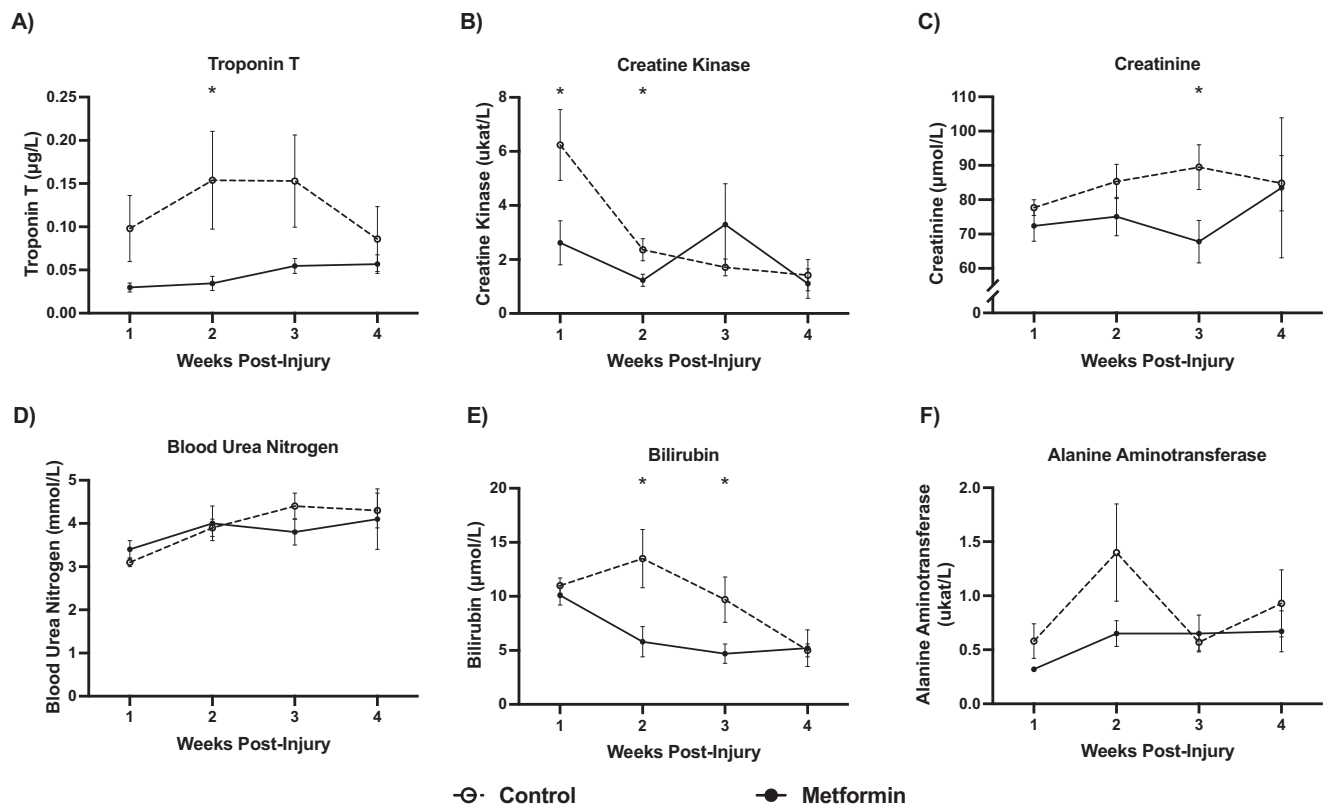 A)
Troponin T
*
Troponin T (µg/L)
0.25
0.20
0.15
0.10
0.05
0.00
1 2 3 4
Weeks Post-Injury
B)
Creatine Kinase
* *
Creatine Kinase (ukat/L)
8
6
4
2
0
1 2 3 4
Weeks Post-Injury
C)
Creatinine
*
Creatinine (µmol/L)
110
100
90
80
70
60
0
1 2 3 4
Weeks Post-Injury
D)
Blood Urea Nitrogen
Blood Urea Nitrogen (mmol/L)
5
4
3
2
1
0
1 2 3 4
Weeks Post-Injury
E)
Bilirubin
* *
Bilirubin (µmol/L)
20
15
10
5
0
1 2 3 4
Weeks Post-Injury
F)
Alanine Aminotransferase
Alanine Aminotransferase
(ukat/L)
2.0
1.5
1.0
0.5
0.0
1 2 3 4
Weeks Post-Injury
Control Metformin